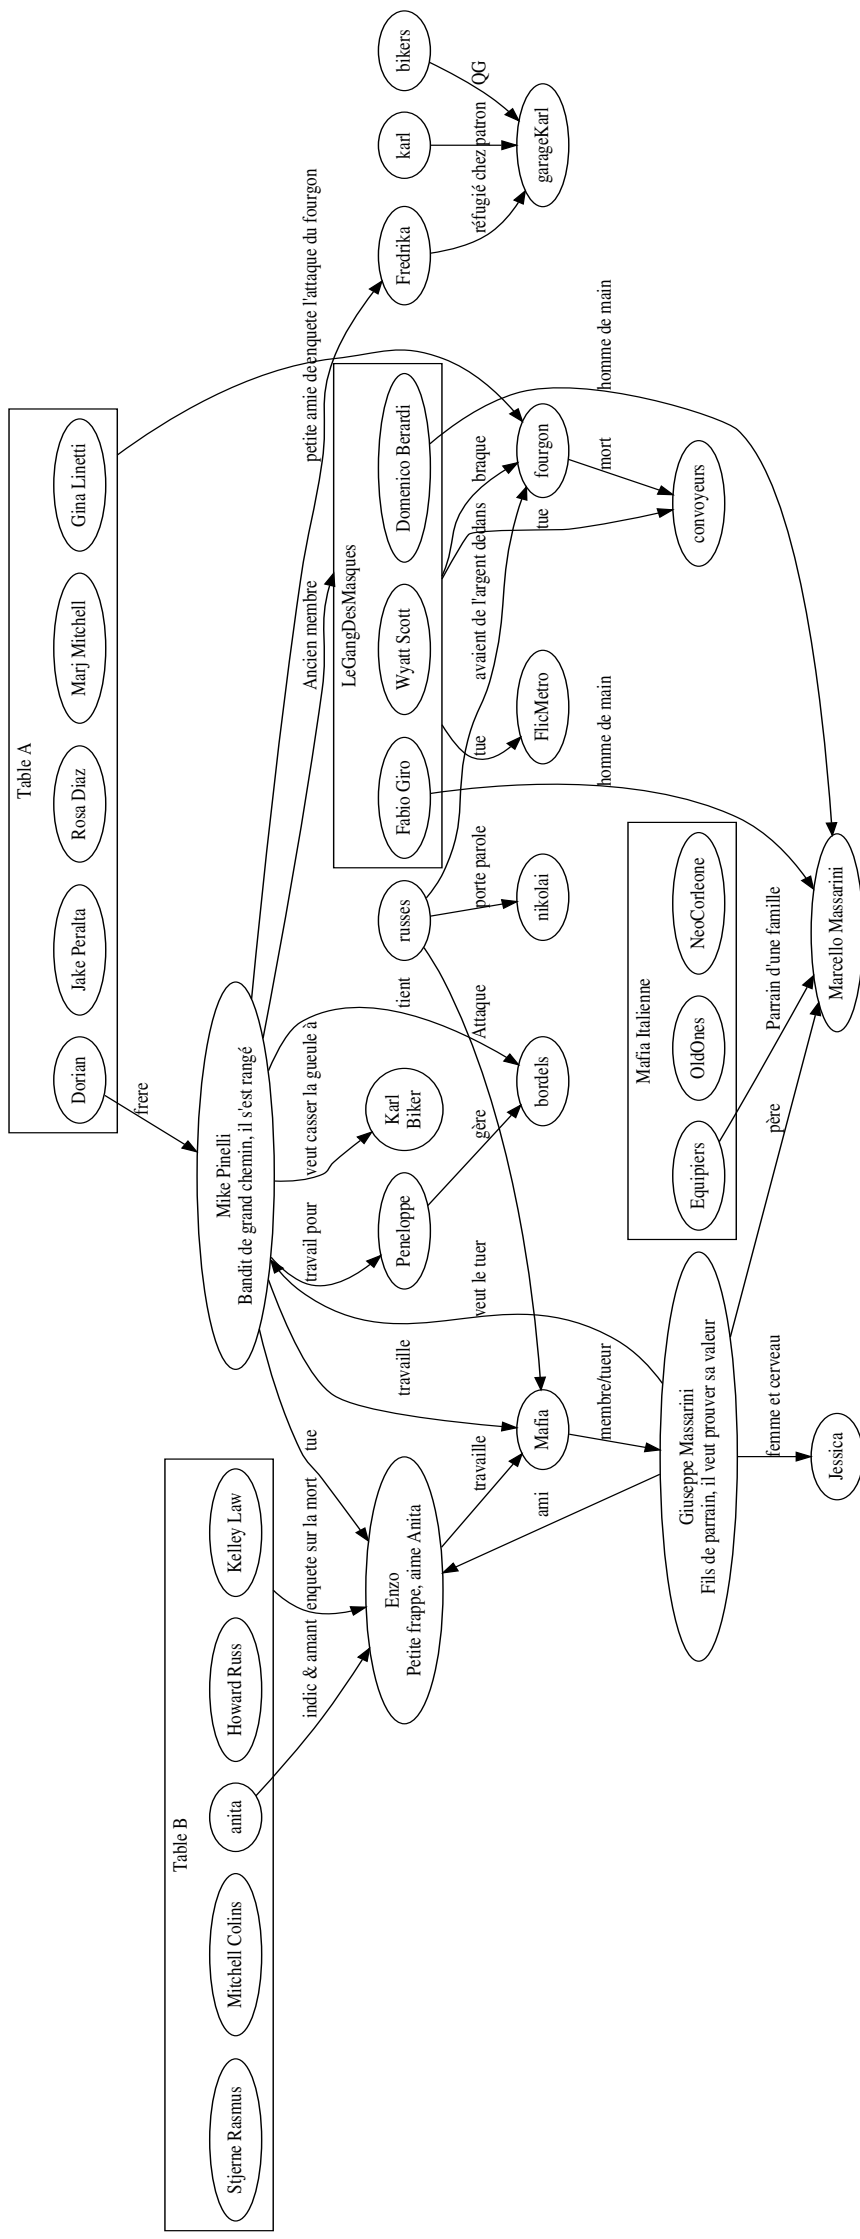 Table A
Dorian
Jake Peralta
Rosa Diaz
Marj Mitchell
Gina Linetti
Table B
Stjerne Rasmus
Mitchell Colins
anita
Howard Russ
Kelley Law
frere
Mike Pinelli
Bandit de grand chemin, il s'est rangé
indic & amant
enquete sur la mort
tue
travail pour
veut casser la gueule à
Ancien membre
petite amie de
enquete l'attaque du fourgon
Enzo
Petite frappe, aime Anita
travaille
Peneloppe
Karl
Biker
tient
russes
LeGangDesMasques
Fabio Giro
Wyatt Scott
Domenico Berardi
Fredrika
karl
bikers
ami
travaille
veut le tuer
gère
Attaque
porte parole
tue
avaient de l'argent dedans
braque
réfugié chez
patron
QG
Mafia
bordels
nikolai
FlicMetro
tue
fourgon
garageKarl
membre/tueur
homme de main
mort
homme de main
Mafia Italienne
Equipiers
OldOnes
NeoCorleone
Giuseppe Massarini
Fils de parrain, il veut prouver sa valeur
convoyeurs
femme et cerveau
père
Parrain d'une famille
Jessica
Marcello Massarini